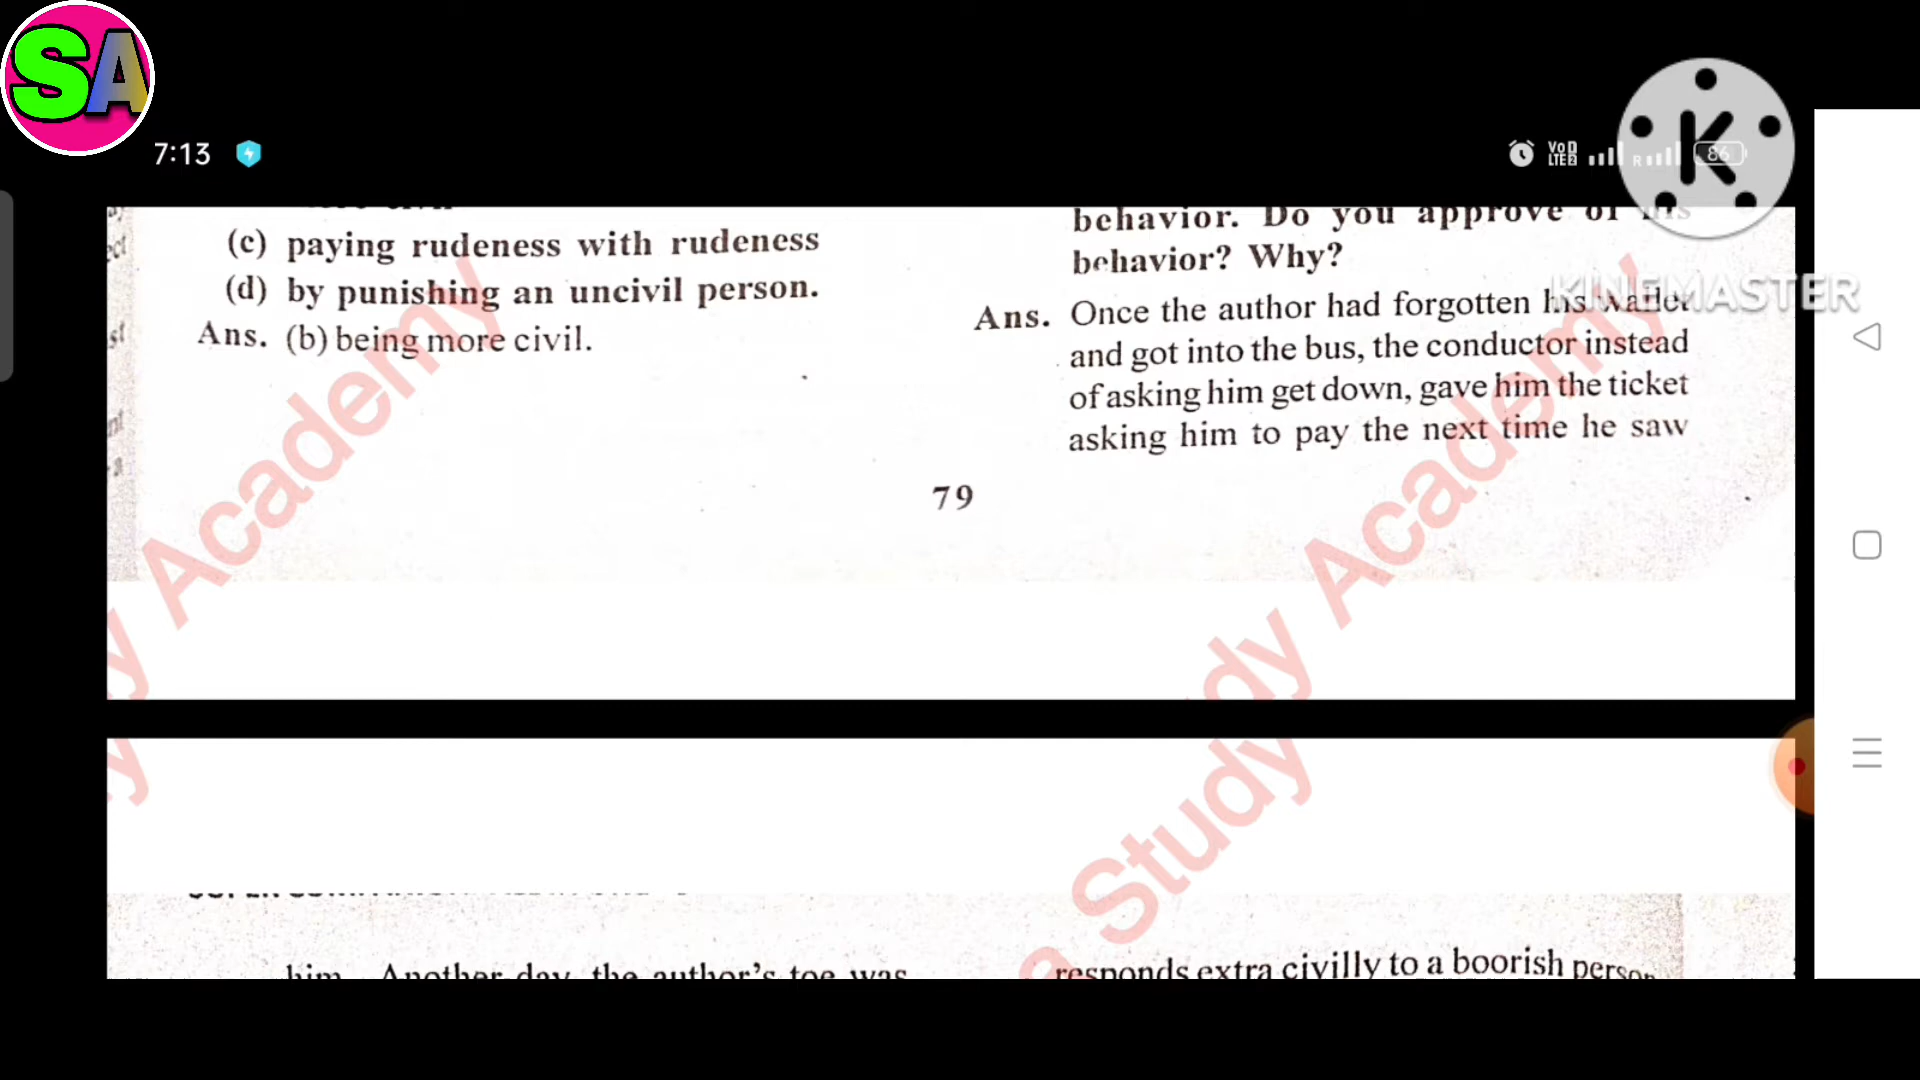 SA
7:13
86
K
KINEMASTER
(c) paying rudeness with rudeness
(d) by punishing an uncivil person.
Ans. (b) being more civil.
behavior. Do you approve of his
behavior? Why?
Ans. Once the author had forgotten his wallet
and got into the bus, the conductor instead
of asking him get down, gave him the ticket
asking him to pay the next time he saw
79
y Academy
Study Academy
him. Another day, the author's toe was
Study
responds extra civilly to a boorish person